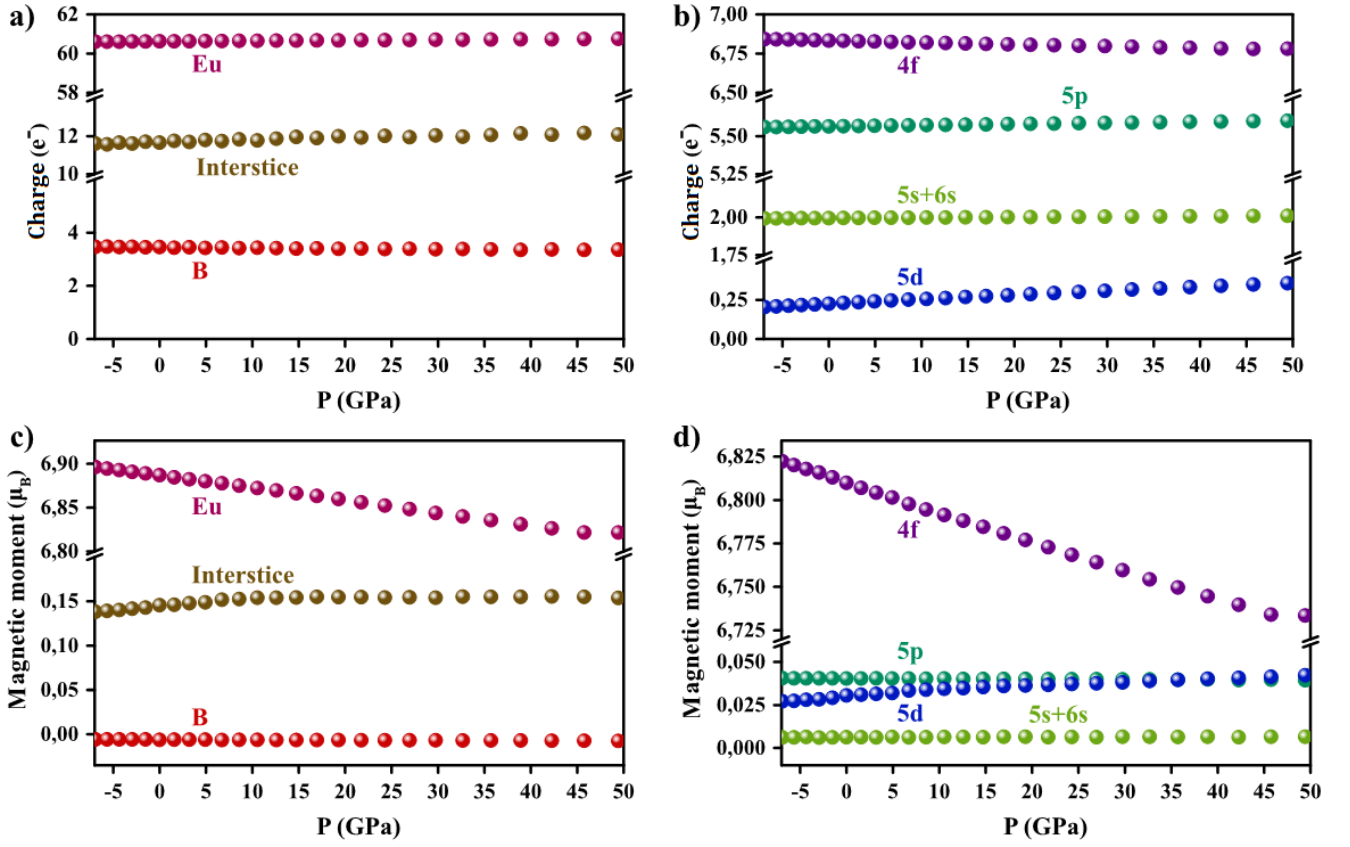 a)
Charge (e⁻)
62
60
58
12
10
4
2
0
Eu
Interstice
B
-5 0 5 10 15 20 25 30 35 40 45 50
P (GPa)
b)
Charge (e⁻)
7,00
6,75
6,50
5,50
5,25
2,00
1,75
0,25
0,00
4f
5p
5s+6s
5d
-5 0 5 10 15 20 25 30 35 40 45 50
P (GPa)
c)
Magnetic moment (μB)
6,90
6,85
6,80
0,15
0,10
0,05
0,00
Eu
Interstice
B
-5 0 5 10 15 20 25 30 35 40 45 50
P (GPa)
d)
Magnetic moment (μB)
6,825
6,800
6,775
6,750
6,725
0,050
0,025
0,000
4f
5p
5d
5s+6s
-5 0 5 10 15 20 25 30 35 40 45 50
P (GPa)